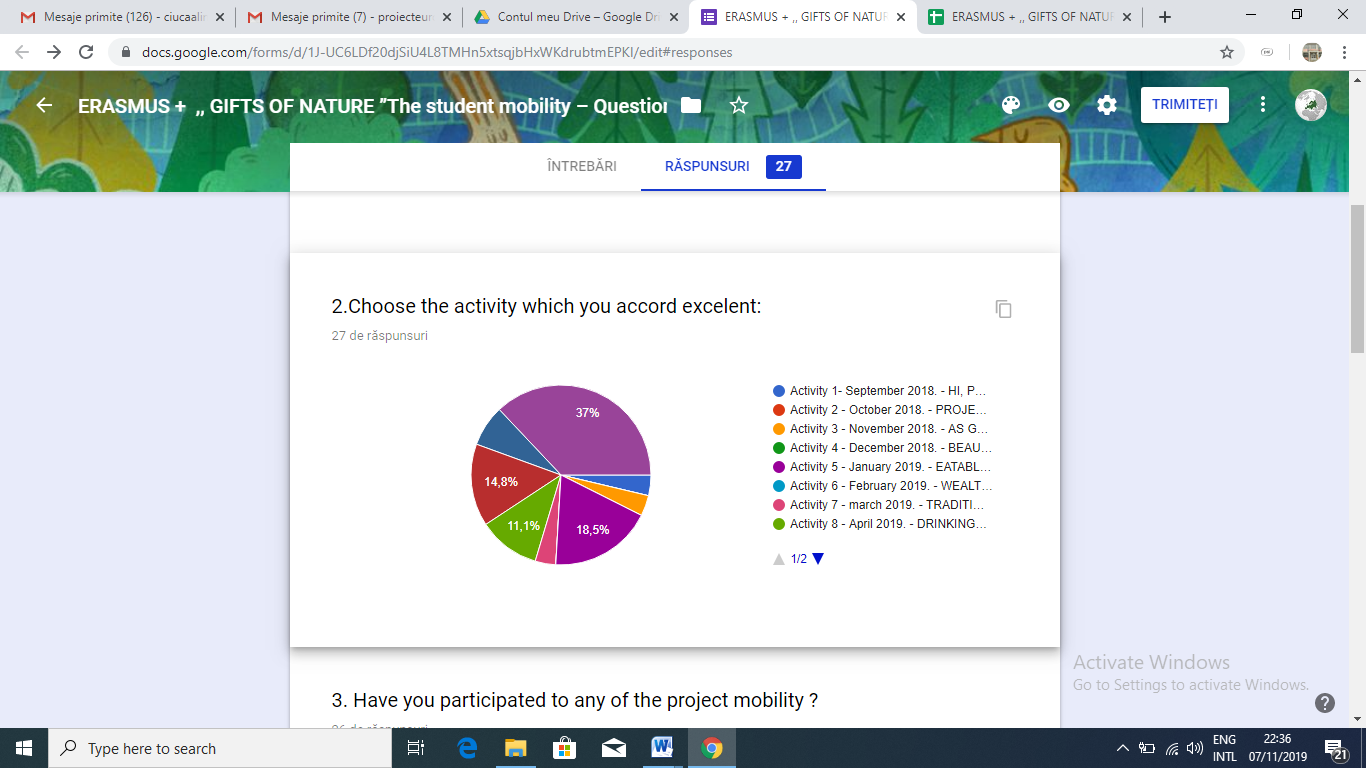 Mesaje primite (126) - ciucaalin
Mesaje primite (7) - proiecteur
Contul meu Drive – Google Dri
ERASMUS + ,, GIFTS OF NATUR
ERASMUS + ,, GIFTS OF NATUR
docs.google.com/forms/d/1J-UC6LDf20djSiU4L8TMHn5xtsqjbHxWKdrubtmEPKI/edit#responses
ERASMUS + ,, GIFTS OF NATURE ”The student mobility – Question
TRIMITEȚI
ÎNTREBĂRI
RĂSPUNSURI 27
2.Choose the activity which you accord excelent:
27 de răspunsuri
37%
14,8%
11,1%
18,5%
Activity 1- September 2018. - HI, P...
Activity 2 - October 2018. - PROJE...
Activity 3 - November 2018. - AS G...
Activity 4 - December 2018. - BEAU...
Activity 5 - January 2019. - EATABL...
Activity 6 - February 2019. - WEALT...
Activity 7 - march 2019. - TRADITI...
Activity 8 - April 2019. - DRINKING...
1/2
3. Have you participated to any of the project mobility ?
26 de răspunsuri
Activate Windows
Go to Settings to activate Windows.
Type here to search
ENG
INTL
22:36
07/11/2019
21